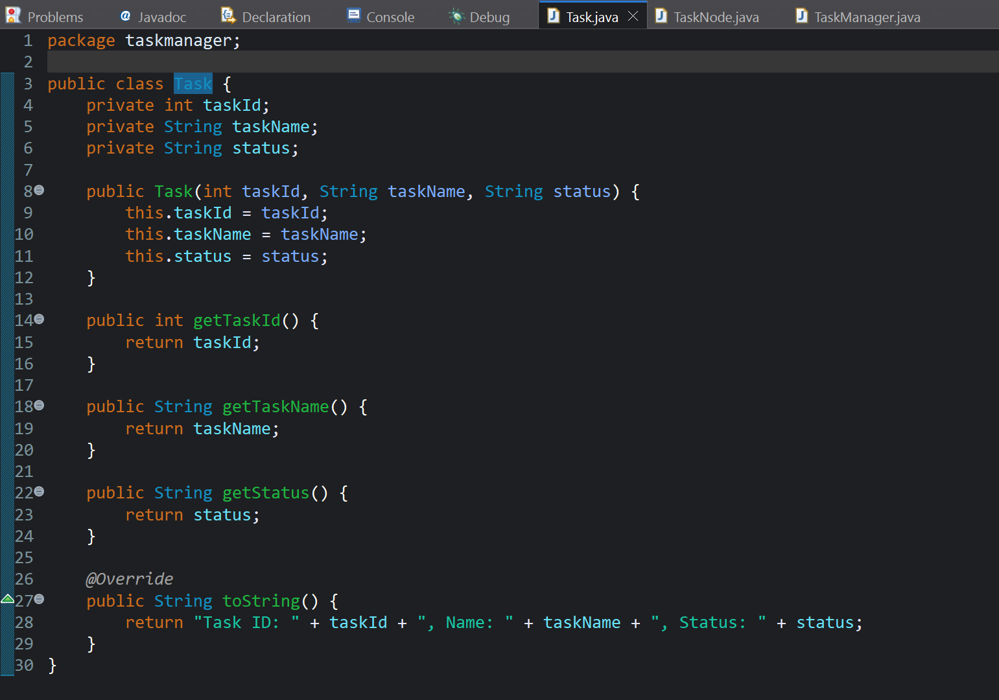 Problems @ Javadoc Declaration Console Debug Task.java TaskNode.java TaskManager.java
1 package taskmanager;
2
3 public class Task {
4     private int taskId;
5     private String taskName;
6     private String status;
7
8     public Task(int taskId, String taskName, String status) {
9         this.taskId = taskId;
10         this.taskName = taskName;
11         this.status = status;
12     }
13
14     public int getTaskId() {
15         return taskId;
16     }
17
18     public String getTaskName() {
19         return taskName;
20     }
21
22     public String getStatus() {
23         return status;
24     }
25
26     @Override
27     public String toString() {
28         return "Task ID: " + taskId + ", Name: " + taskName + ", Status: " + status;
29     }
30 }